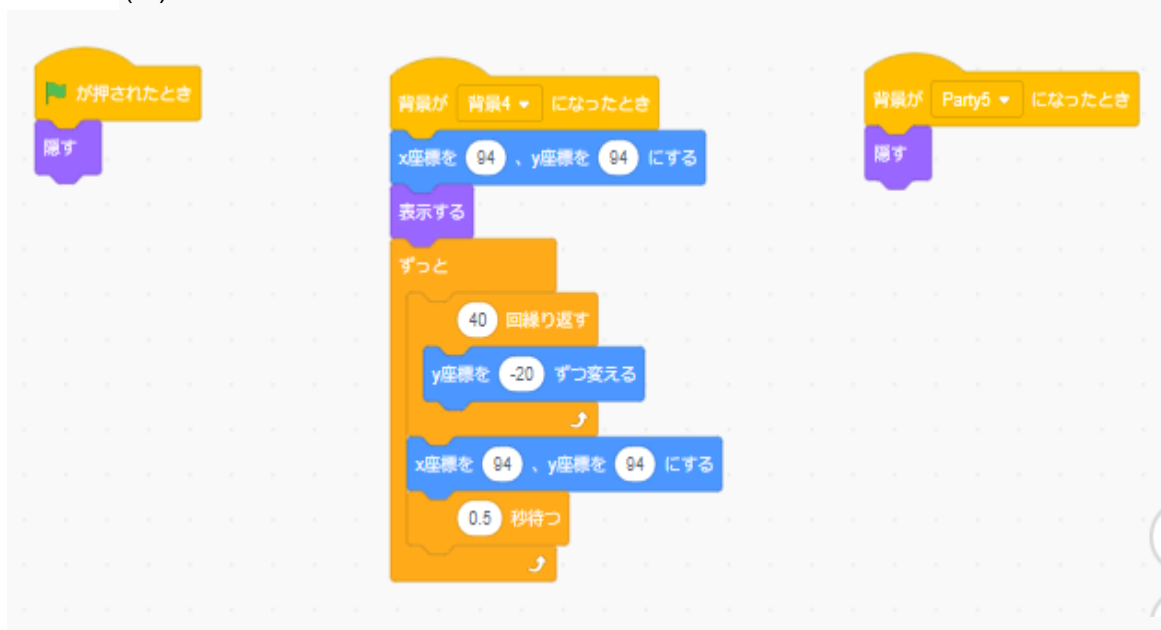 が押されたとき
隠す
背景が 背景4 になったとき
x座標を 94 、y座標を 94 にする
表示する
ずっと
40 回繰り返す
y座標を -20 ずつ変える
x座標を 94 、y座標を 94 にする
0.5 秒待つ
背景が Party5 になったとき
隠す